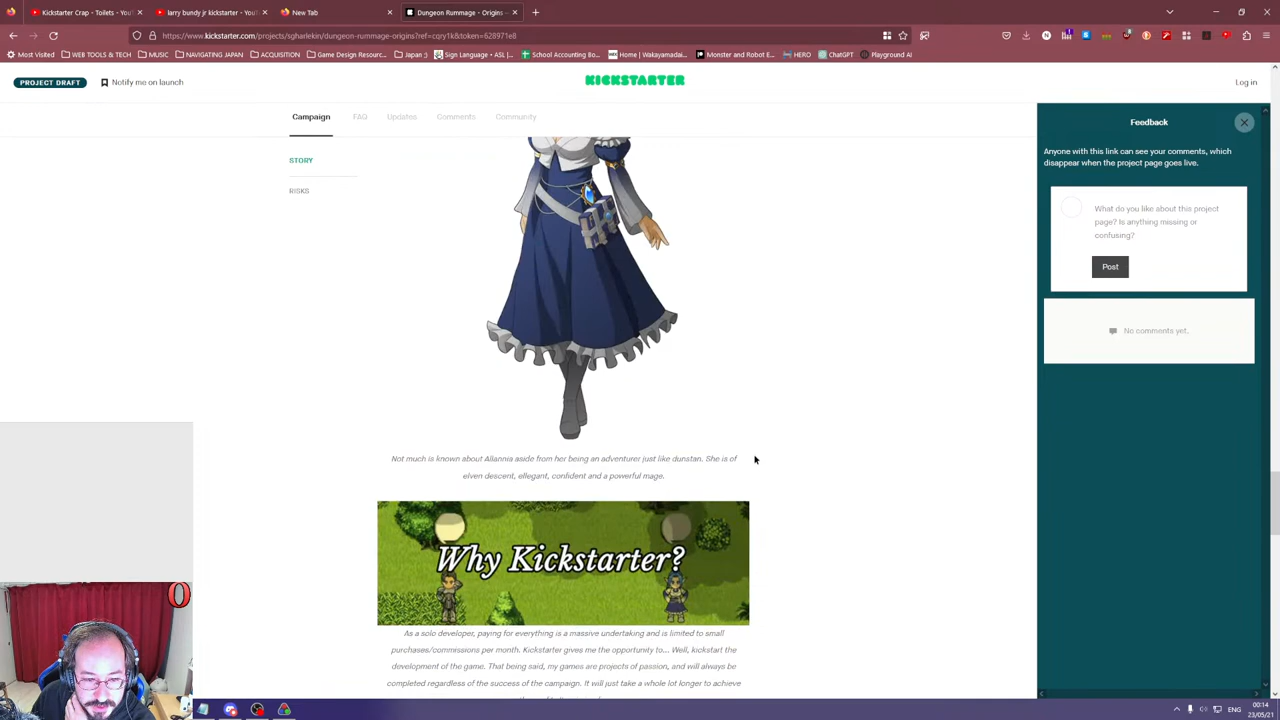 Kickstarter Crap - Toilets - You
larry bundy jr kickstarter - YouT
New Tab
Dungeon Rummage - Origins —
https://www.kickstarter.com/projects/sgharlekin/dungeon-rummage-origins?ref=cqry1k&token=628971e8
Most Visited
WEB TOOLS & TECH
MUSIC
NAVIGATING JAPAN
ACQUISITION
Game Design Resourc...
Japan :)
Sign Language • ASL |...
School Accounting Bo...
Home | Wakayamadai...
Monster and Robot E...
HERO
ChatGPT
Playground AI
PROJECT DRAFT
Notify me on launch
KICKSTARTER
Log in
Campaign
FAQ
Updates
Comments
Community
STORY
RISKS
Feedback
Anyone with this link can see your comments, which
disappear when the project page goes live.
What do you like about this project
page? Is anything missing or
confusing?
Post
No comments yet.
Not much is known about Allannia aside from her being an adventurer just like dunstan. She is of
elven descent, ellegant, confident and a powerful mage.
Why Kickstarter?
As a solo developer, paying for everything is a massive undertaking and is limited to small
purchases/commissions per month. Kickstarter gives me the opportunity to... Well, kickstart the
development of the game. That being said, my games are projects of passion, and will always be
completed regardless of the success of the campaign. It will just take a whole lot longer to achieve
0
ENG
00:14
23/05/21